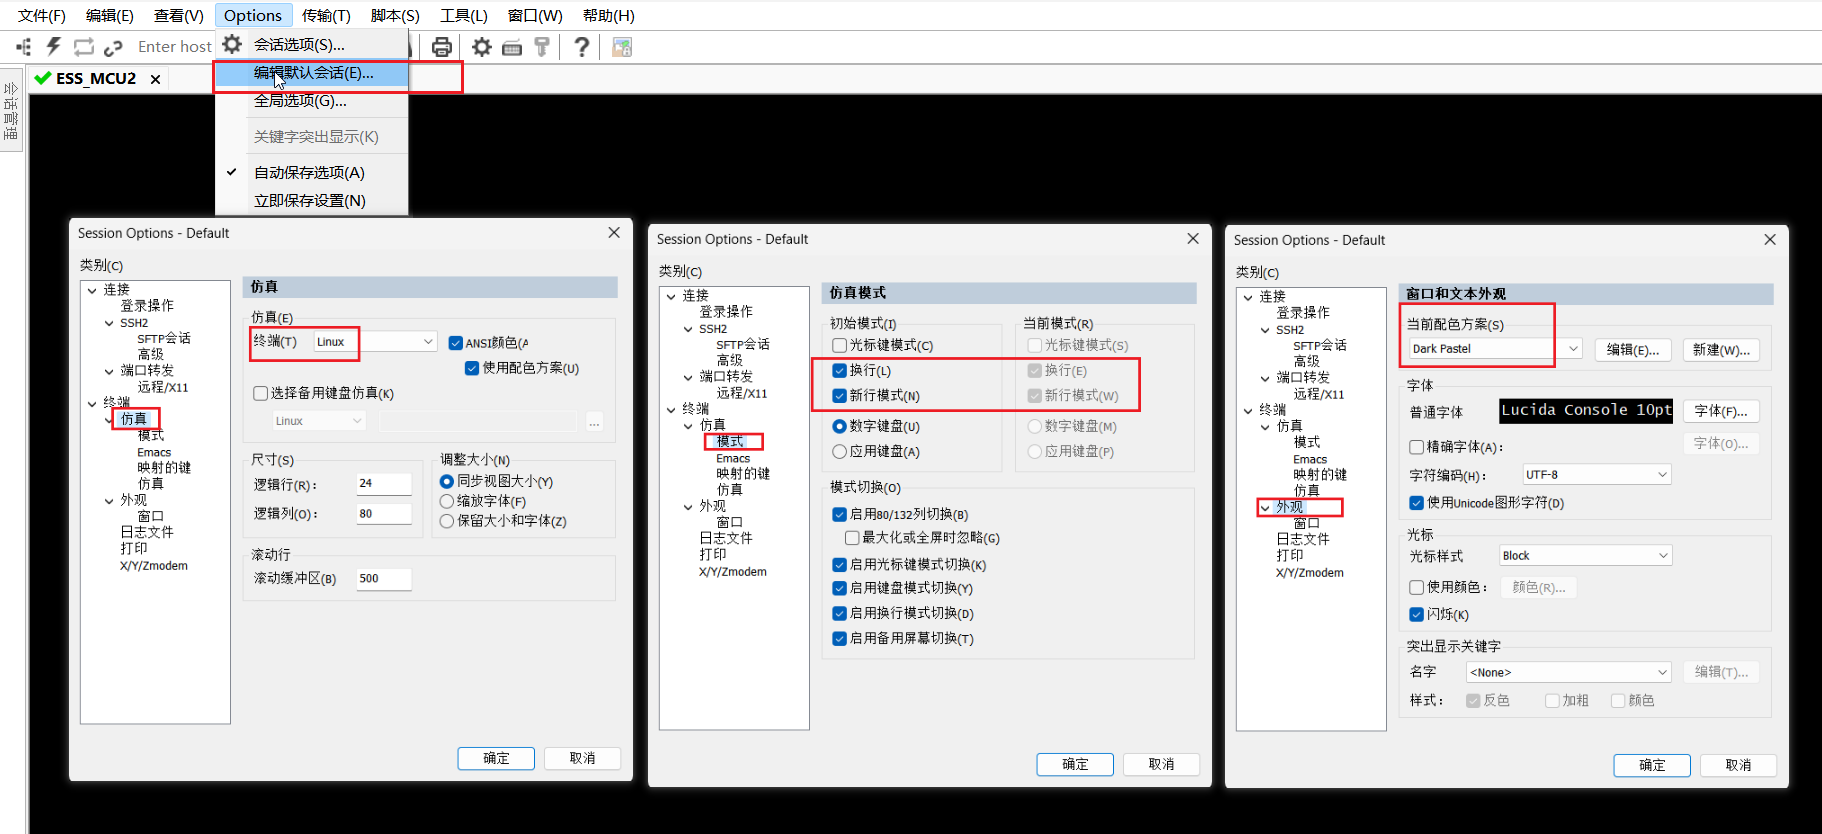 文件(F) 编辑(E) 查看(V) Options 传输(T) 脚本(S) 工具(L) 窗口(W) 帮助(H)
Enter host
会话选项(S)...
编辑默认会话(E)...
全局选项(G)...
关键字突出显示(K)
自动保存选项(A)
立即保存设置(N)
ESS_MCU2
会话管理
Session Options - Default
类别(C)
连接
登录操作
SSH2
SFTP会话
高级
端口转发
远程/X11
终端
仿真
模式
Emacs
映射的键
仿真
外观
窗口
日志文件
打印
X/Y/Zmodem
仿真
仿真(E)
终端(T) Linux
ANSI颜色(A
使用配色方案(U)
选择备用键盘仿真(K)
Linux
...
尺寸(S)
逻辑行(R): 24
逻辑列(O): 80
调整大小(N)
同步视图大小(Y)
缩放字体(F)
保留大小和字体(Z)
滚动行
滚动缓冲区(B) 500
确定 取消
Session Options - Default
类别(C)
连接
登录操作
SSH2
SFTP会话
高级
端口转发
远程/X11
终端
仿真
模式
Emacs
映射的键
仿真
外观
窗口
日志文件
打印
X/Y/Zmodem
仿真模式
初始模式(I)
光标键模式(C)
换行(L)
新行模式(N)
数字键盘(U)
应用键盘(A)
当前模式(R)
光标键模式(S)
换行(E)
新行模式(W)
数字键盘(M)
应用键盘(P)
模式切换(O)
启用80/132列切换(B)
最大化或全屏时忽略(G)
启用光标键模式切换(K)
启用键盘模式切换(Y)
启用换行模式切换(D)
启用备用屏幕切换(T)
确定 取消
Session Options - Default
类别(C)
连接
登录操作
SSH2
SFTP会话
高级
端口转发
远程/X11
终端
仿真
模式
Emacs
映射的键
仿真
外观
窗口
日志文件
打印
X/Y/Zmodem
窗口和文本外观
当前配色方案(S)
Dark Pastel 编辑(E)... 新建(W)...
字体
普通字体 Lucida Console 10pt 字体(F)...
精确字体(A): 字体(O)...
字符编码(H): UTF-8
使用Unicode图形字符(D)
光标
光标样式 Block
使用颜色: 颜色(R)...
闪烁(K)
突出显示关键字
名字 <None> 编辑(T)...
样式: 反色 加粗 颜色
确定 取消